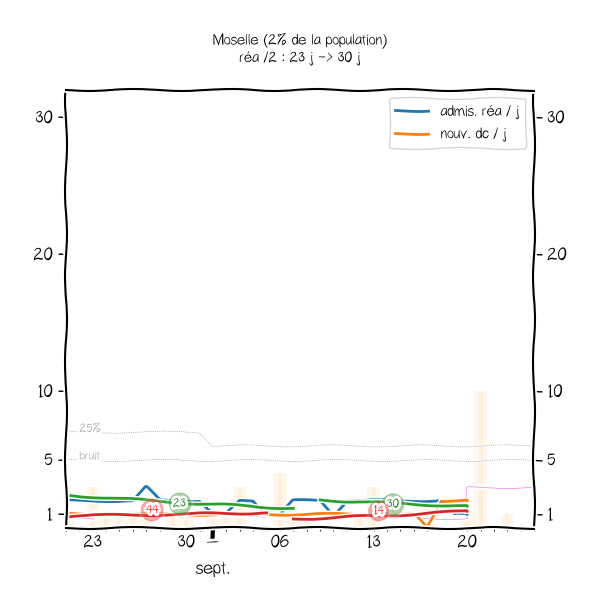 Moselle (2% de la population)
réa /2 : 23 j -> 30 j
admis. réa / j
nouv. dc / j
30 30
20 20
10 10
25%
5 bruit 5
44 23 14 30
1 1
23 30 06 13 20
sept.